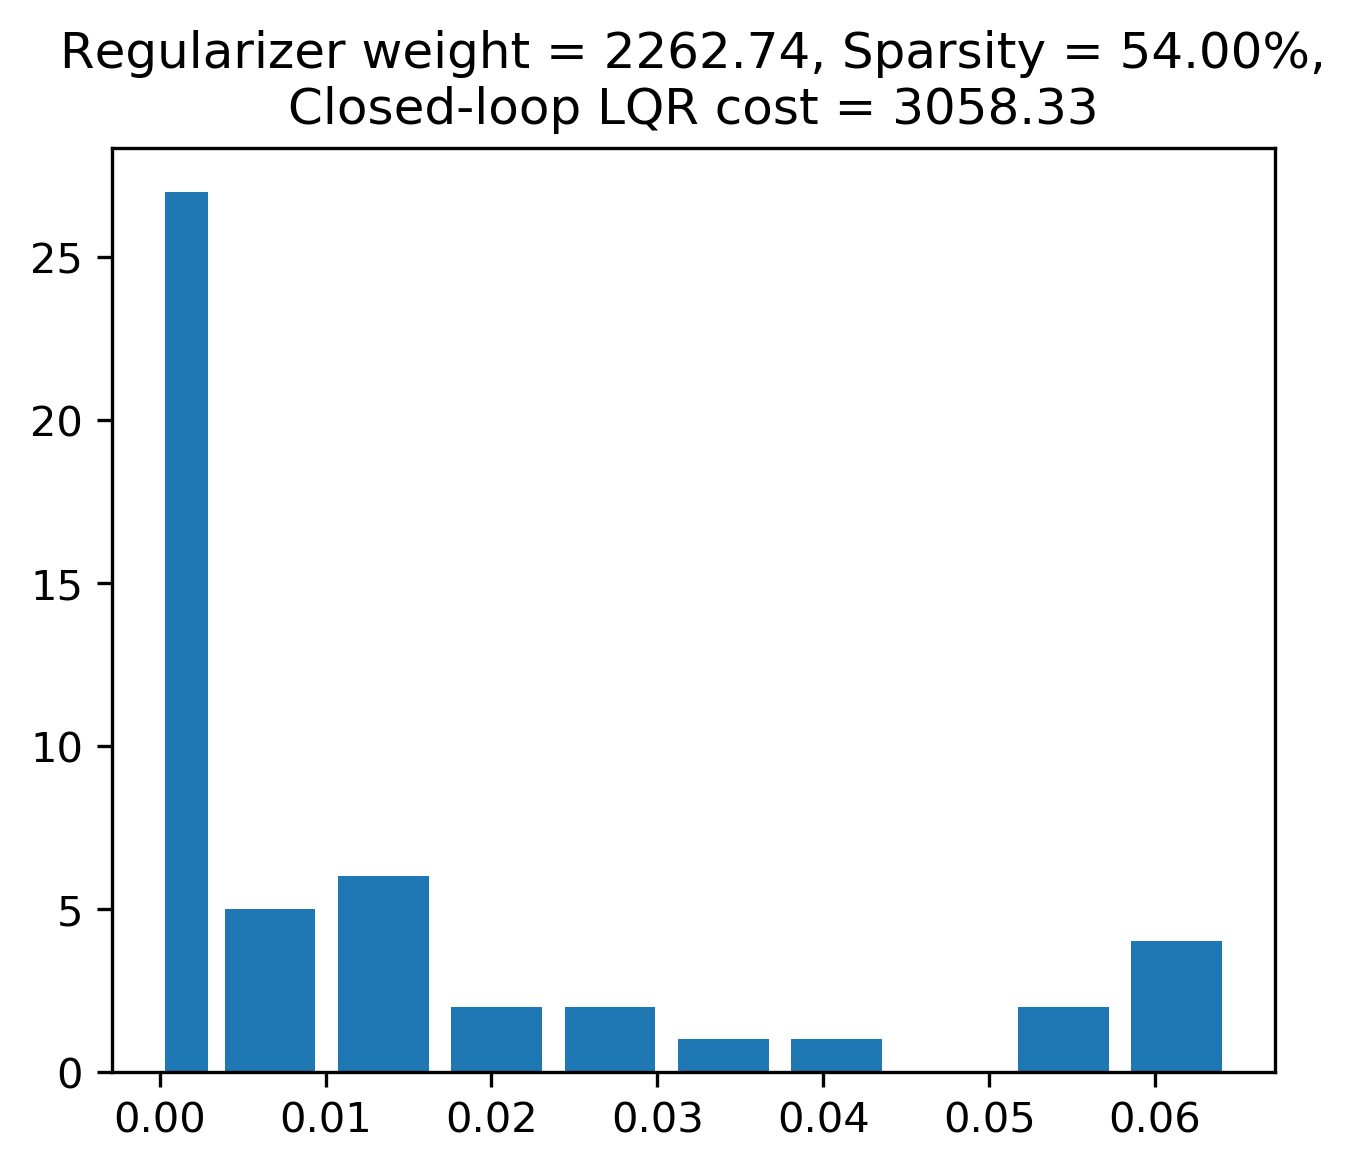 Regularizer weight = 2262.74, Sparsity = 54.00%,
Closed-loop LQR cost = 3058.33
25
20
15
10
5
0
0.00 0.01 0.02 0.03 0.04 0.05 0.06